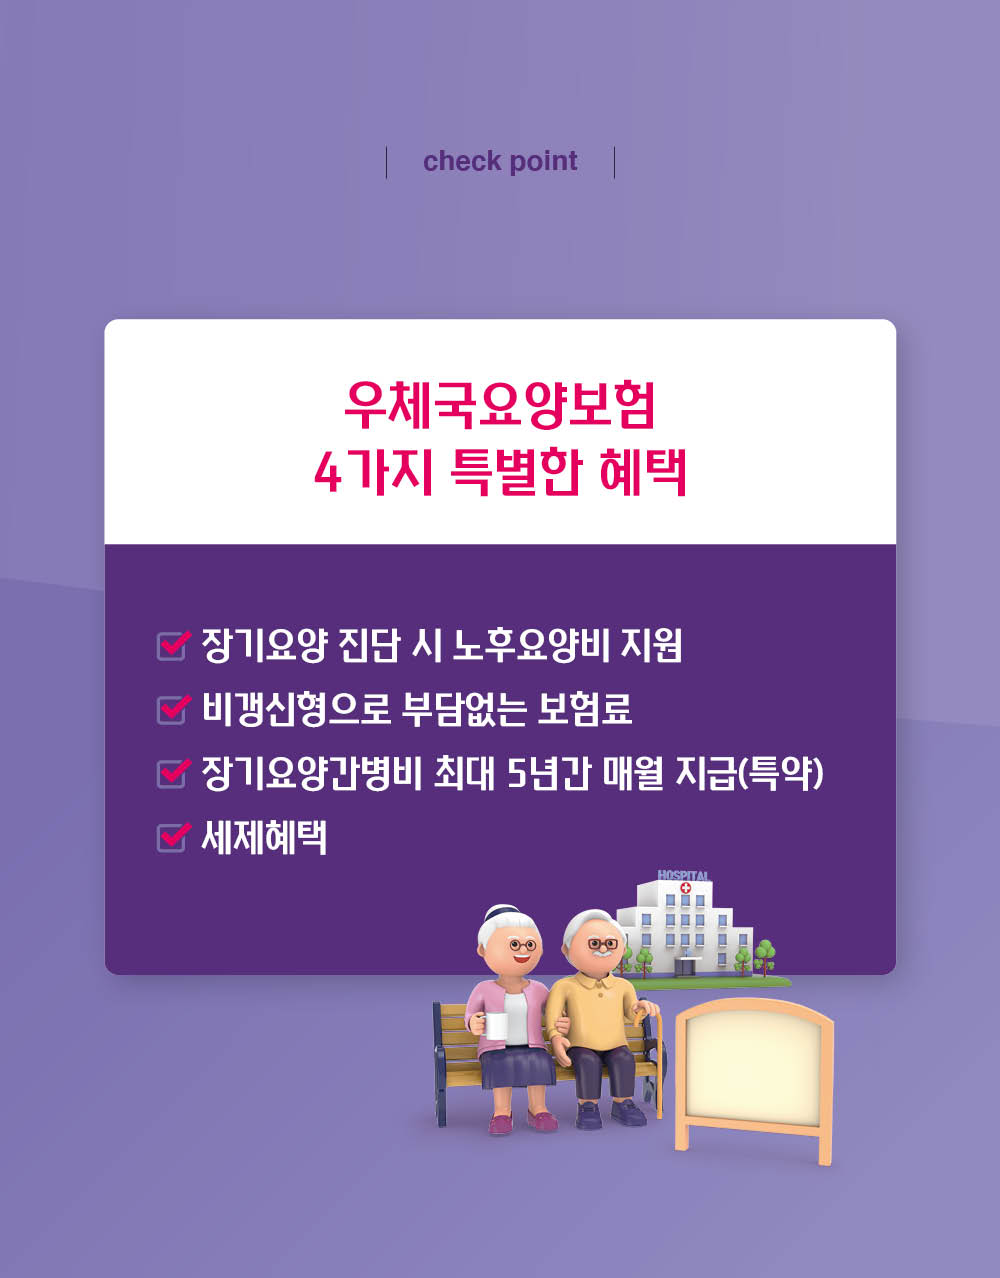 check point
우체국요양보험
4가지 특별한 혜택
장기요양 진단 시 노후요양비 지원
비갱신형으로 부담없는 보험료
장기요양간병비 최대 5년간 매월 지급(특약)
세제혜택
HOSPITAL